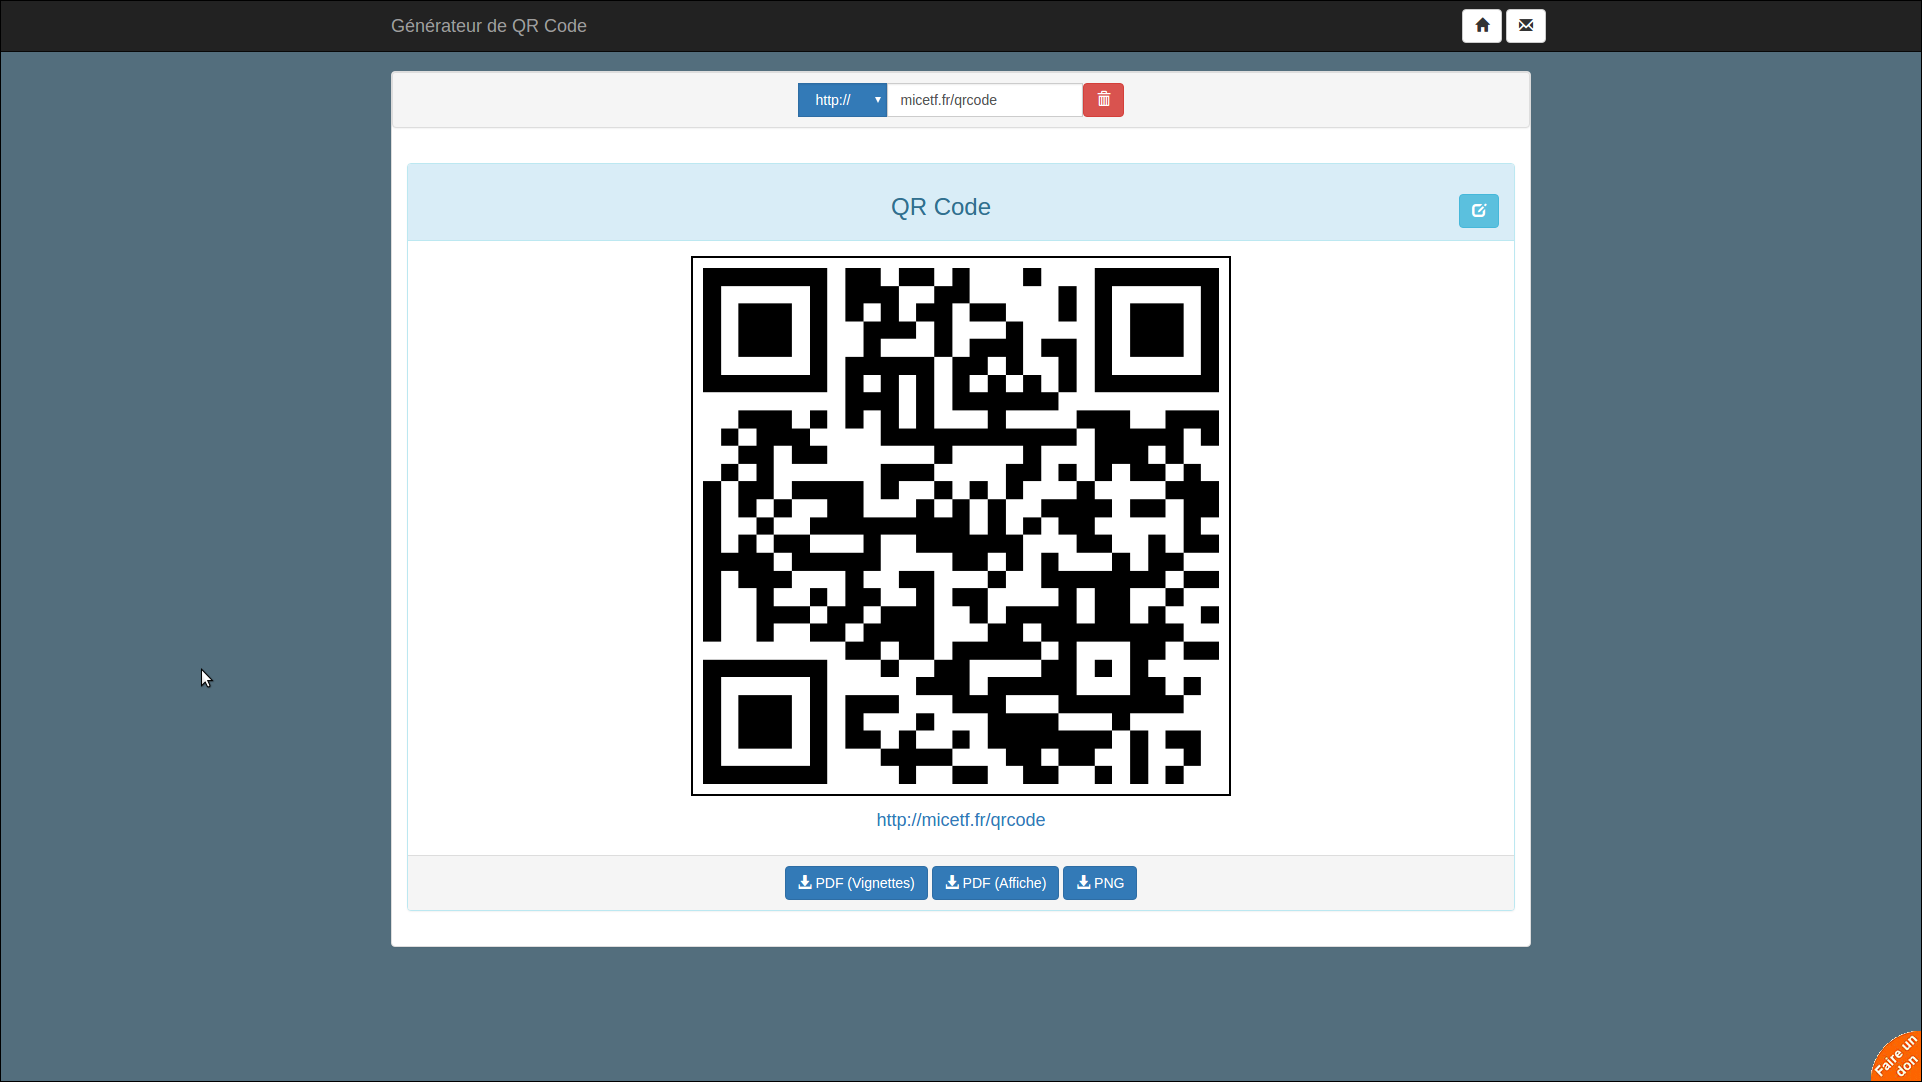 Générateur de QR Code
http://
micetf.fr/qrcode
QR Code
http://micetf.fr/qrcode
PDF (Vignettes)
PDF (Affiche)
PNG
Faire un
don